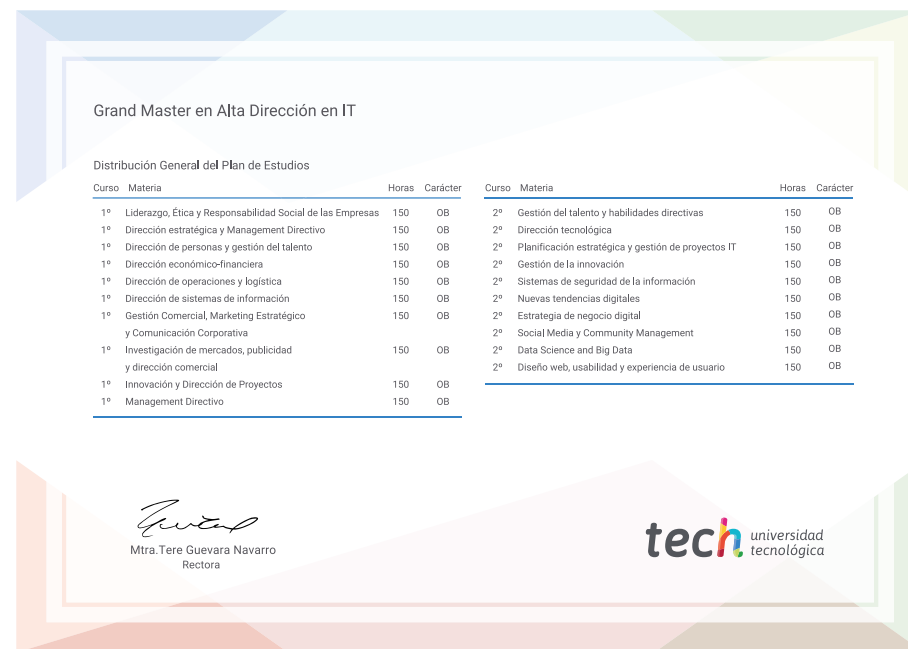 Grand Master en Alta Dirección en IT
Distribución General del Plan de Estudios
Curso Materia Horas Carácter
1º Liderazgo, Ética y Responsabilidad Social de las Empresas 150 OB
1º Dirección estratégica y Management Directivo 150 OB
1º Dirección de personas y gestión del talento 150 OB
1º Dirección económico-financiera 150 OB
1º Dirección de operaciones y logística 150 OB
1º Dirección de sistemas de información 150 OB
1º Gestión Comercial, Marketing Estratégico 150 OB
y Comunicación Corporativa
1º Investigación de mercados, publicidad 150 OB
y dirección comercial
1º Innovación y Dirección de Proyectos 150 OB
1º Management Directivo 150 OB
Curso Materia Horas Carácter
2º Gestión del talento y habilidades directivas 150 OB
2º Dirección tecnológica 150 OB
2º Planificación estratégica y gestión de proyectos IT 150 OB
2º Gestión de la innovación 150 OB
2º Sistemas de seguridad de la información 150 OB
2º Nuevas tendencias digitales 150 OB
2º Estrategia de negocio digital 150 OB
2º Social Media y Community Management 150 OB
2º Data Science and Big Data 150 OB
2º Diseño web, usabilidad y experiencia de usuario 150 OB
Mtra.Tere Guevara Navarro
Rectora
tech universidad
tecnológica